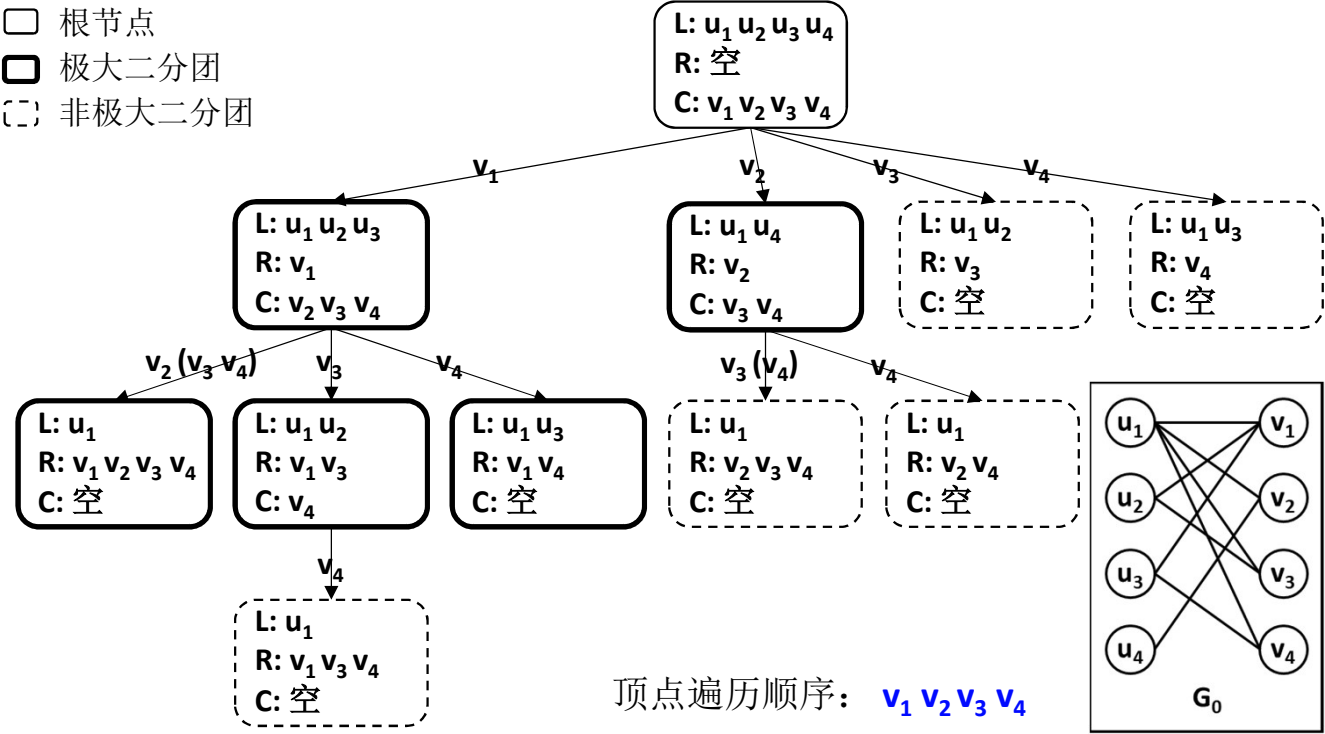 根节点
极大二分团
非极大二分团
L: u₁ u₂ u₃ u₄
R: 空
C: v₁ v₂ v₃ v₄
v₁
v₂
v₃
v₄
L: u₁ u₂ u₃
R: v₁
C: v₂ v₃ v₄
L: u₁ u₄
R: v₂
C: v₃ v₄
L: u₁ u₂
R: v₃
C: 空
L: u₁ u₃
R: v₄
C: 空
v₂ (v₃ v₄)
v₃
v₄
v₃ (v₄)
v₄
L: u₁
R: v₁ v₂ v₃ v₄
C: 空
L: u₁ u₂
R: v₁ v₃
C: v₄
L: u₁ u₃
R: v₁ v₄
C: 空
L: u₁
R: v₂ v₃ v₄
C: 空
L: u₁
R: v₂ v₄
C: 空
v₄
L: u₁
R: v₁ v₃ v₄
C: 空
u₁ v₁
u₂ v₂
u₃ v₃
u₄ v₄
G₀
顶点遍历顺序： v₁ v₂ v₃ v₄